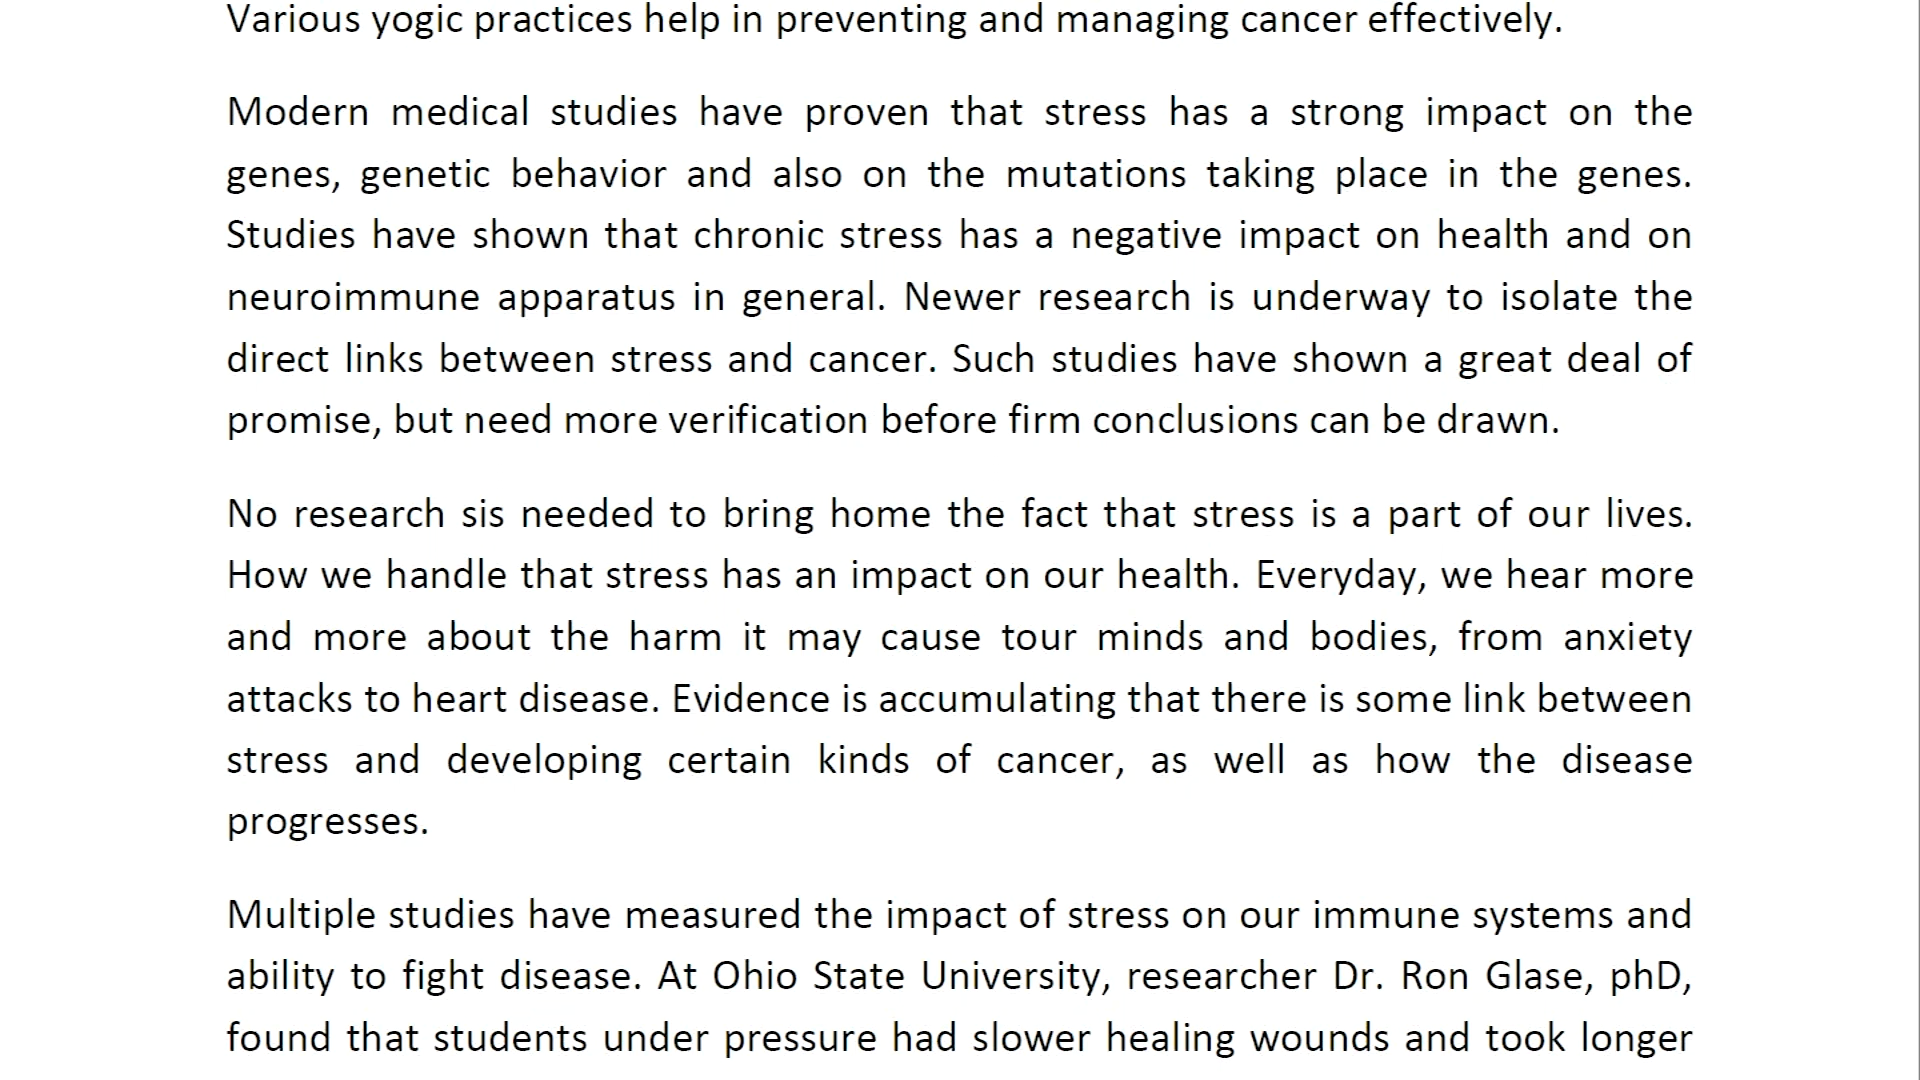 Various yogic practices help in preventing and managing cancer effectively.
Modern medical studies have proven that stress has a strong impact on the
genes, genetic behavior and also on the mutations taking place in the genes.
Studies have shown that chronic stress has a negative impact on health and on
neuroimmune apparatus in general. Newer research is underway to isolate the
direct links between stress and cancer. Such studies have shown a great deal of
promise, but need more verification before firm conclusions can be drawn.
No research sis needed to bring home the fact that stress is a part of our lives.
How we handle that stress has an impact on our health. Everyday, we hear more
and more about the harm it may cause tour minds and bodies, from anxiety
attacks to heart disease. Evidence is accumulating that there is some link between
stress and developing certain kinds of cancer, as well as how the disease
progresses.
Multiple studies have measured the impact of stress on our immune systems and
ability to fight disease. At Ohio State University, researcher Dr. Ron Glase, phD,
found that students under pressure had slower healing wounds and took longer